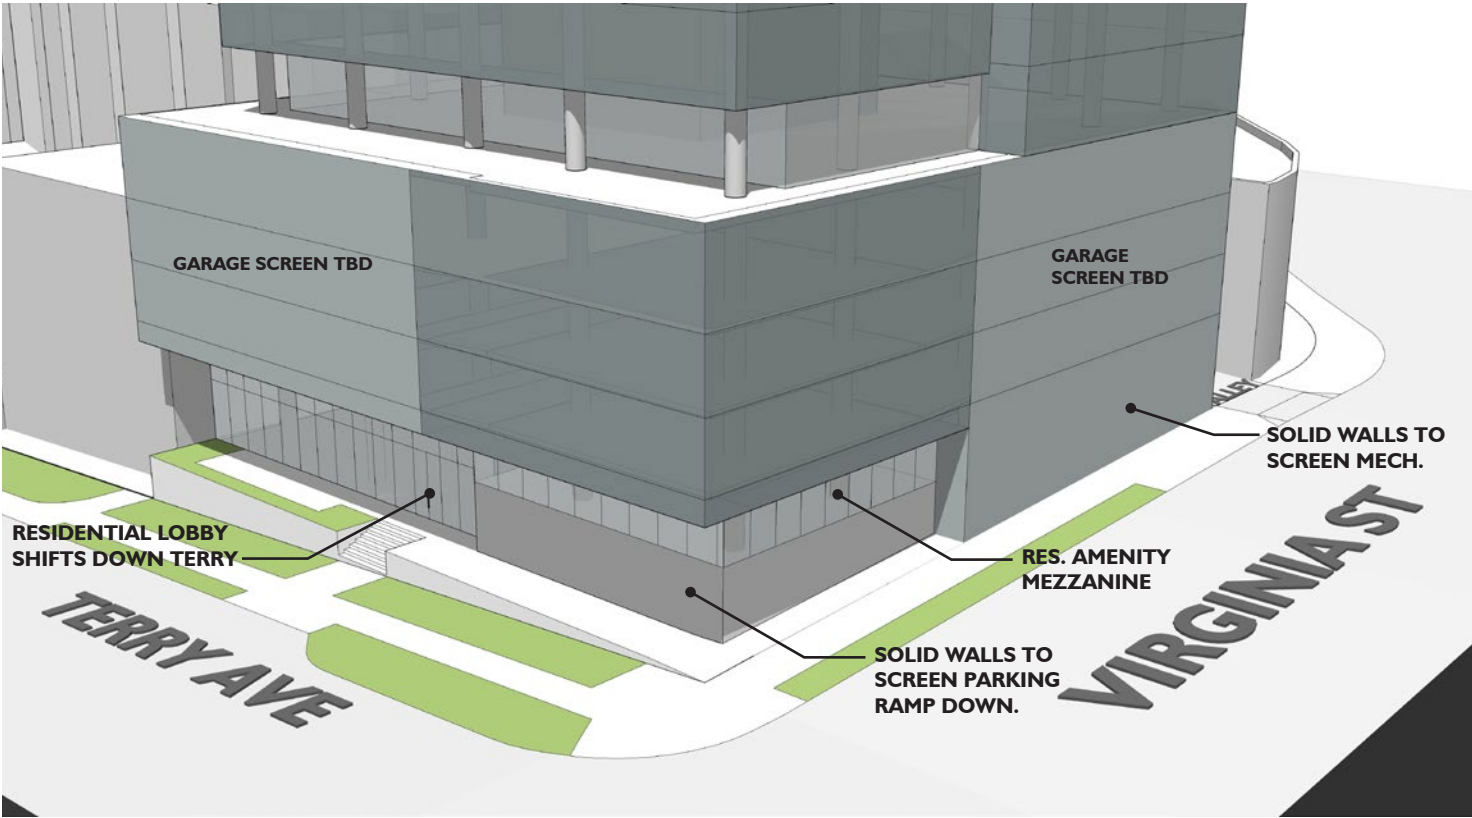 GARAGE SCREEN TBD
GARAGE
SCREEN TBD
ALLEY
SOLID WALLS TO
SCREEN MECH.
RESIDENTIAL LOBBY
SHIFTS DOWN TERRY
RES. AMENITY
MEZZANINE
SOLID WALLS TO
SCREEN PARKING
RAMP DOWN.
TERRY AVE
VIRGINIA ST